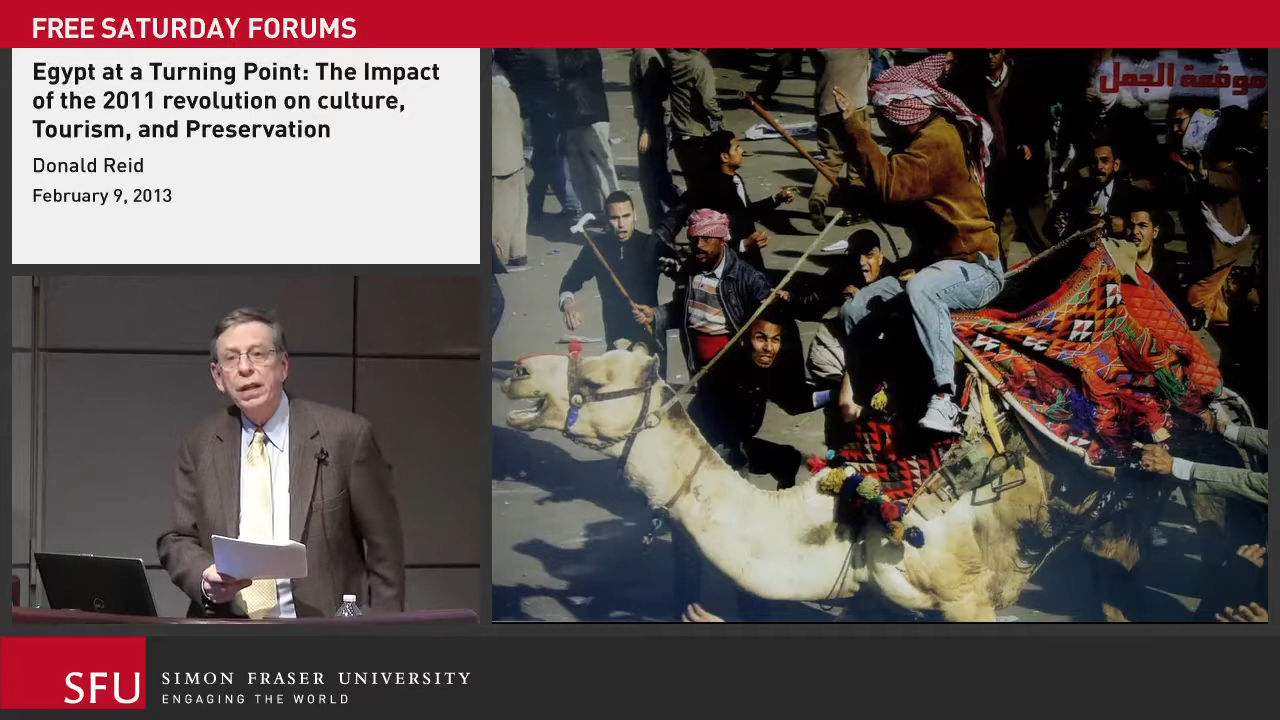 FREE SATURDAY FORUMS
Egypt at a Turning Point: The Impact
of the 2011 revolution on culture,
Tourism, and Preservation
Donald Reid
February 9, 2013
موقعة الجمل
SFU
SIMON FRASER UNIVERSITY
ENGAGING THE WORLD